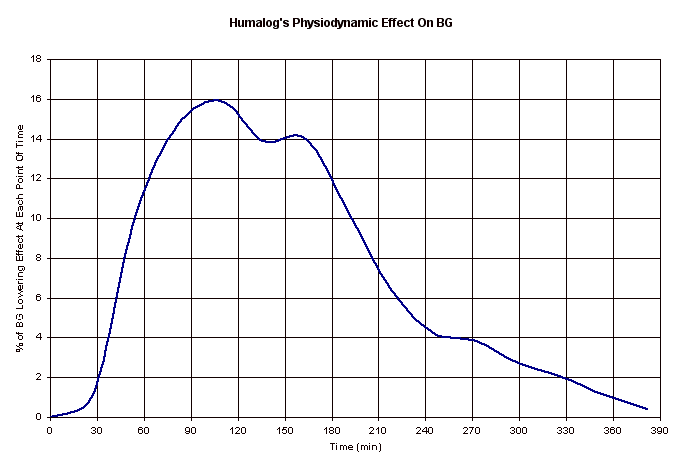 Humalog's Physiodynamic Effect On BG
% of BG Lowering Effect At Each Point Of Time
18
16
14
12
10
8
6
4
2
0
0 30 60 90 120 150 180 210 240 270 300 330 360 390
Time (min)